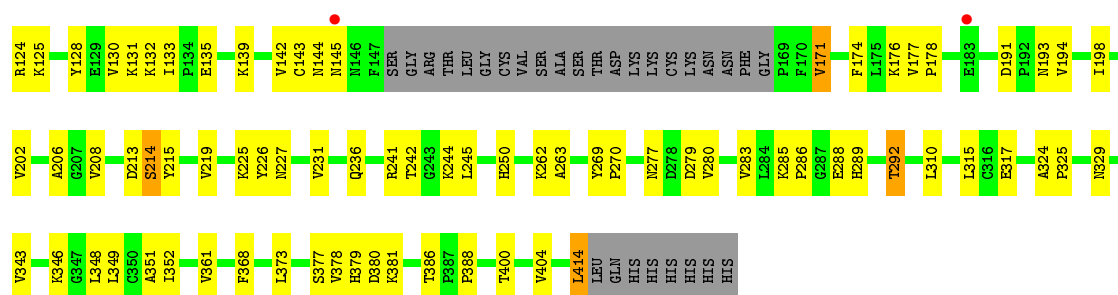 R124 K125 Y128 E129 V130 K131 K132 I133 P134 E135 K139 V142 C143 N144 N145 N146 F147 SER GLY ARG THR LEU GLY CYS VAL SER ALA SER THR ASP LYS LYS CYS LYS ASN ASN PHE GLY P169 F170 V171 F174 L175 K176 V177 P178 E183 D191 P192 N193 V194 I198
V202 A206 G207 V208 D213 S214 Y215 V219 K225 Y226 N227 V231 Q236 R241 T242 G243 K244 L245 H250 K262 A263 Y269 P270 N277 D278 D279 V280 V283 L284 K285 P286 G287 E288 H289 T292 L310 L315 C316 E317 A324 P325 N329
V343 K346 G347 L348 L349 C350 A351 I352 V361 F368 L373 S377 V378 H379 D380 K381 T386 P387 P388 T400 V404 L414 LEU GLN HIS HIS HIS HIS HIS HIS